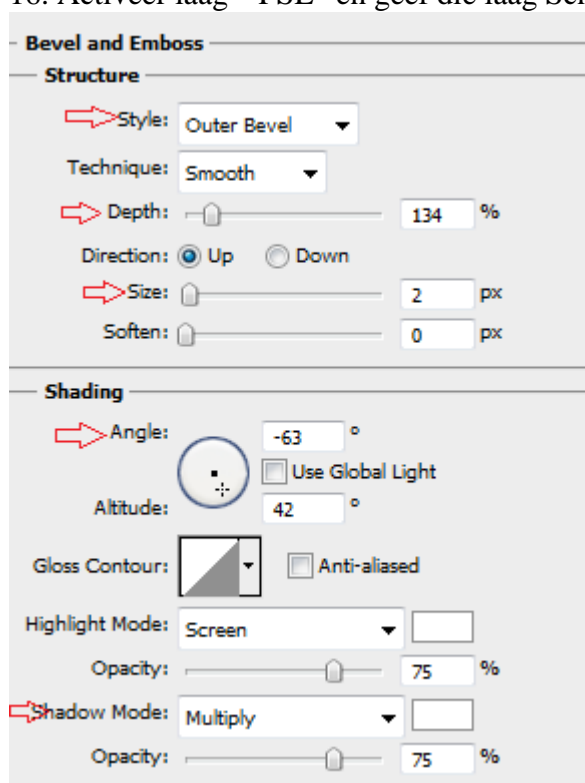 Bevel and Emboss
Structure
Style: Outer Bevel
Technique: Smooth
Depth: 134 %
Direction: Up Down
Size: 2 px
Soften: 0 px
Shading
Angle: -63 °
Use Global Light
Altitude: 42 °
Gloss Contour: Anti-aliased
Highlight Mode: Screen
Opacity: 75 %
Shadow Mode: Multiply
Opacity: 75 %